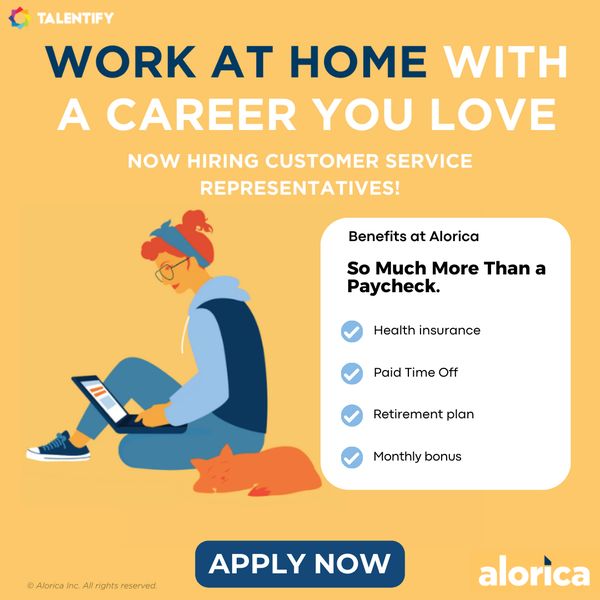 TALENTIFY
WORK AT HOME WITH
A CAREER YOU LOVE
NOW HIRING CUSTOMER SERVICE
REPRESENTATIVES!
Benefits at Alorica
So Much More Than a
Paycheck.
Health insurance
Paid Time Off
Retirement plan
Monthly bonus
APPLY NOW
alorica
© Alorica Inc. All rights reserved.